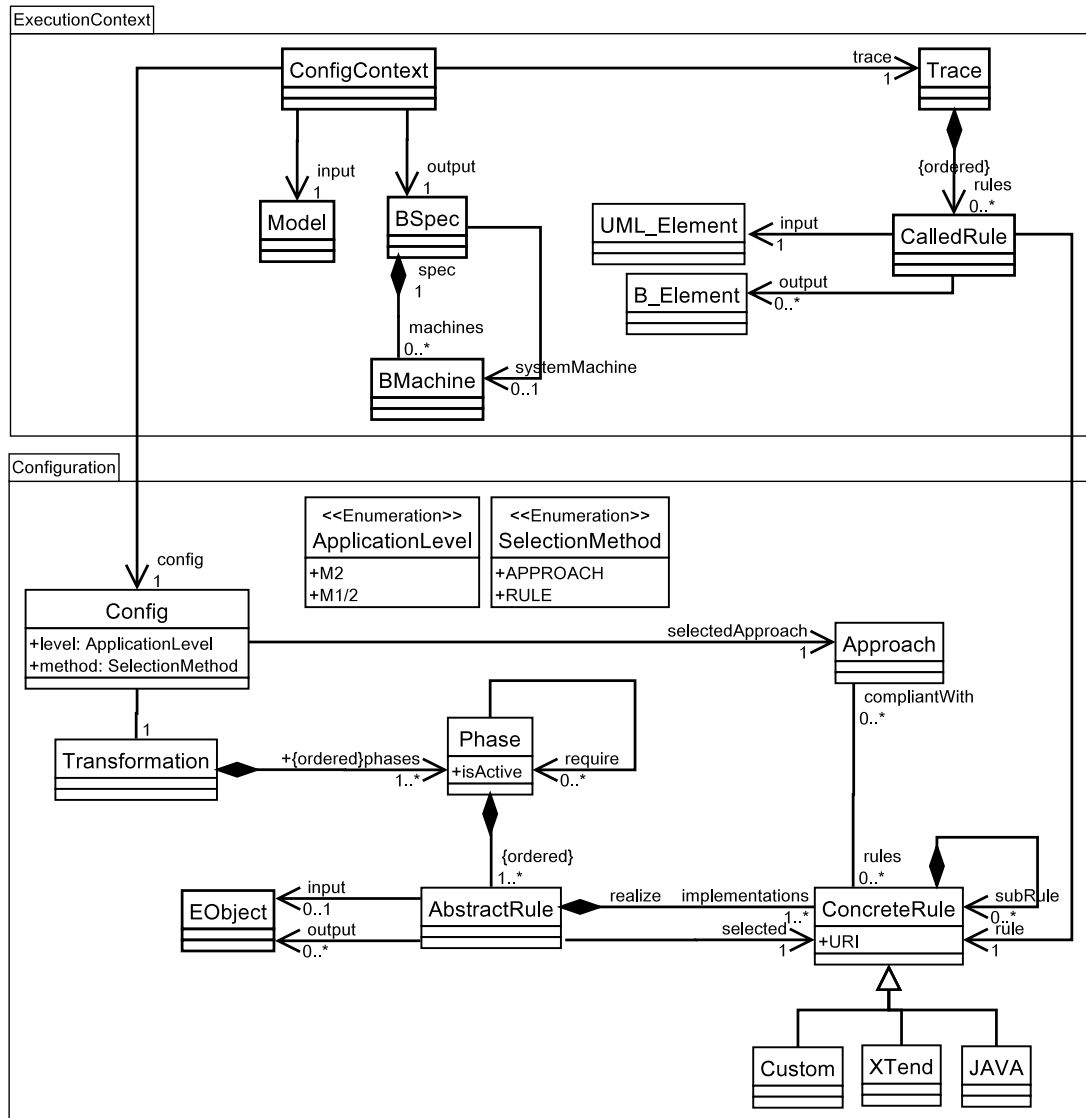 ExecutionContext
ConfigContext
trace
1
Trace
input
1
output
1
{ordered}
rules
0..*
Model
BSpec
UML_Element
input
1
CalledRule
spec
1
B_Element
output
0..*
machines
0..*
BMachine
systemMachine
0..1
Configuration
<<Enumeration>>
ApplicationLevel
+M2
+M1/2
<<Enumeration>>
SelectionMethod
+APPROACH
+RULE
config
1
Config
+level: ApplicationLevel
+method: SelectionMethod
selectedApproach
1
Approach
compliantWith
0..*
1
Transformation
+{ordered}phases
1..*
Phase
+isActive
require
0..*
{ordered}
1..*
rules
0..*
EObject
input
0..1
output
0..*
AbstractRule
realize
implementations
1..*
selected
1
ConcreteRule
+URI
subRule
0..*
rule
1
Custom
XTend
JAVA